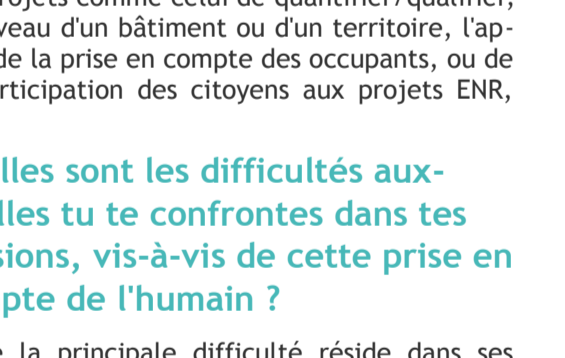 projets comme celui de quantifier/qualifier,
veau d'un bâtiment ou d'un territoire, l'ap-
de la prise en compte des occupants, ou de
rticipation des citoyens aux projets ENR,
lles sont les difficultés aux-
lles tu te confrontes dans tes
sions, vis-à-vis de cette prise en
pte de l'humain ?
la principale difficulté réside dans ses